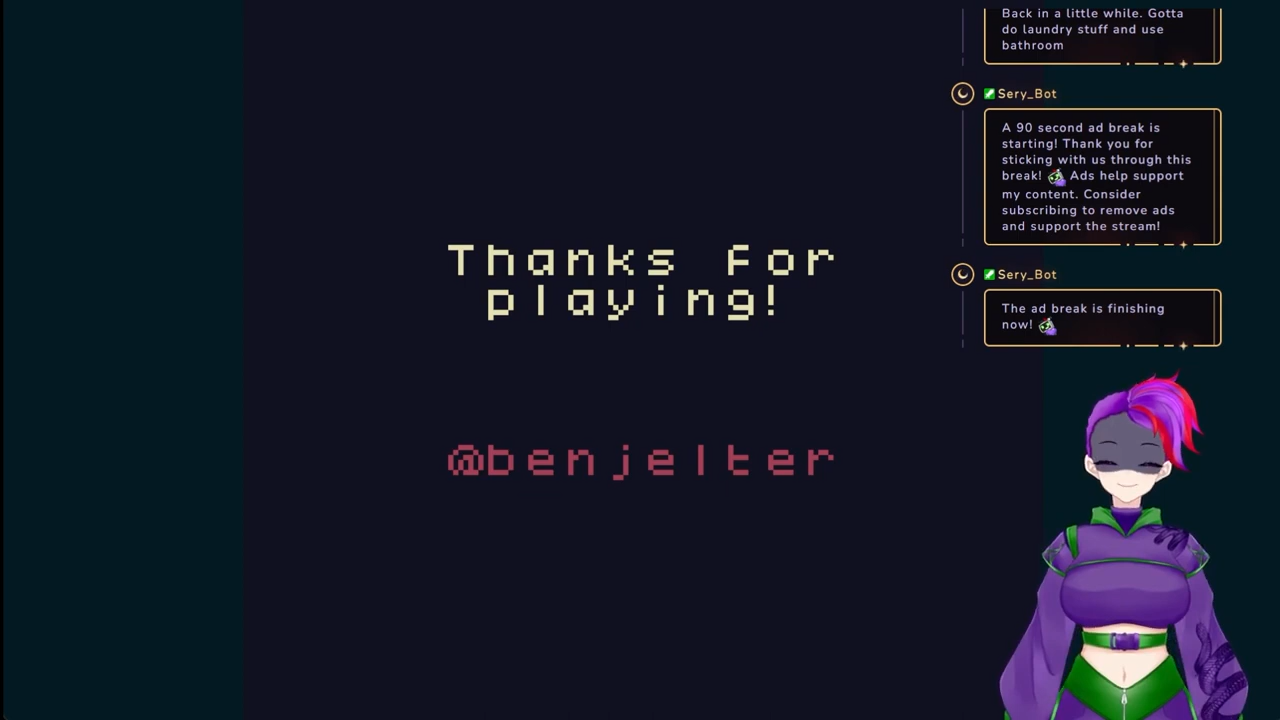 Thanks for
playing!
@benjelter
Back in a little while. Gotta
do laundry stuff and use
bathroom
Sery_Bot
A 90 second ad break is
starting! Thank you for
sticking with us through this
break! Ads help support
my content. Consider
subscribing to remove ads
and support the stream!
Sery_Bot
The ad break is finishing
now!